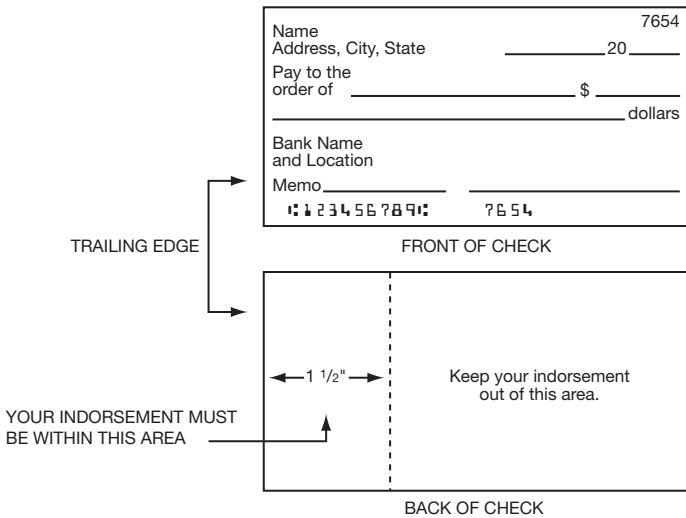 7654
Name
Address, City, State 20
Pay to the
order of $
dollars
Bank Name
and Location
Memo
⑆123456789⑆ 7654
TRAILING EDGE
FRONT OF CHECK
1 1/2"
Keep your indorsement
out of this area.
YOUR INDORSEMENT MUST
BE WITHIN THIS AREA
BACK OF CHECK